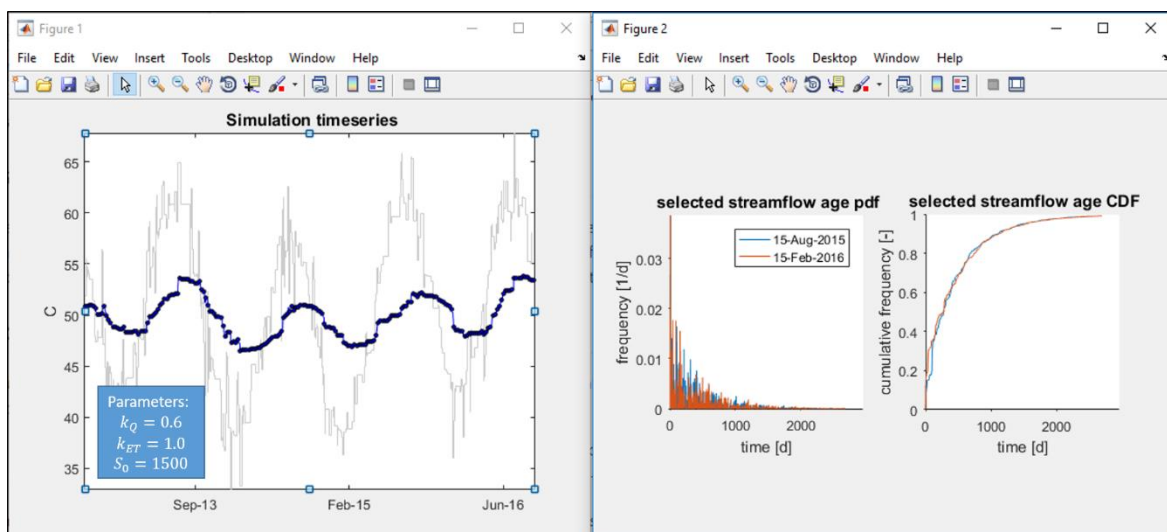 Figure 1
File Edit View Insert Tools Desktop Window Help
Simulation timeseries
C
65
60
55
50
45
40
35
Sep-13 Feb-15 Jun-16
Parameters:
k_Q = 0.6
k_ET = 1.0
S_0 = 1500
Figure 2
File Edit View Insert Tools Desktop Window Help
selected streamflow age pdf
frequency [1/d]
0.03
0.02
0.01
0
0 1000 2000
time [d]
15-Aug-2015
15-Feb-2016
selected streamflow age CDF
cumulative frequency [-]
1
0.8
0.6
0.4
0.2
0
0 1000 2000
time [d]